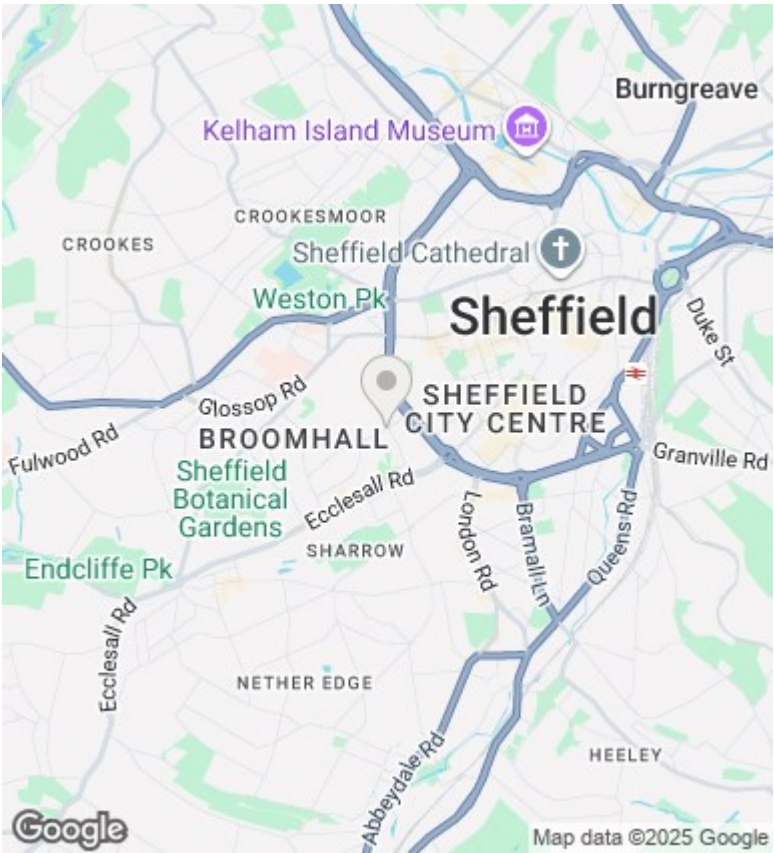 Burngreave
Kelham Island Museum
CROOKESMOOR
CROOKES
Sheffield Cathedral
Weston Pk
Sheffield
Duke St
Glossop Rd
SHEFFIELD
CITY CENTRE
BROOMHALL
Fulwood Rd
Granville Rd
Sheffield
Botanical
Gardens
Ecclesall Rd
London Rd
Bramall Ln
Queens Rd
SHARROW
Endcliffe Pk
Ecclesall Rd
NETHER EDGE
Abbeydale Rd
HEELEY
Google
Map data ©2025 Google